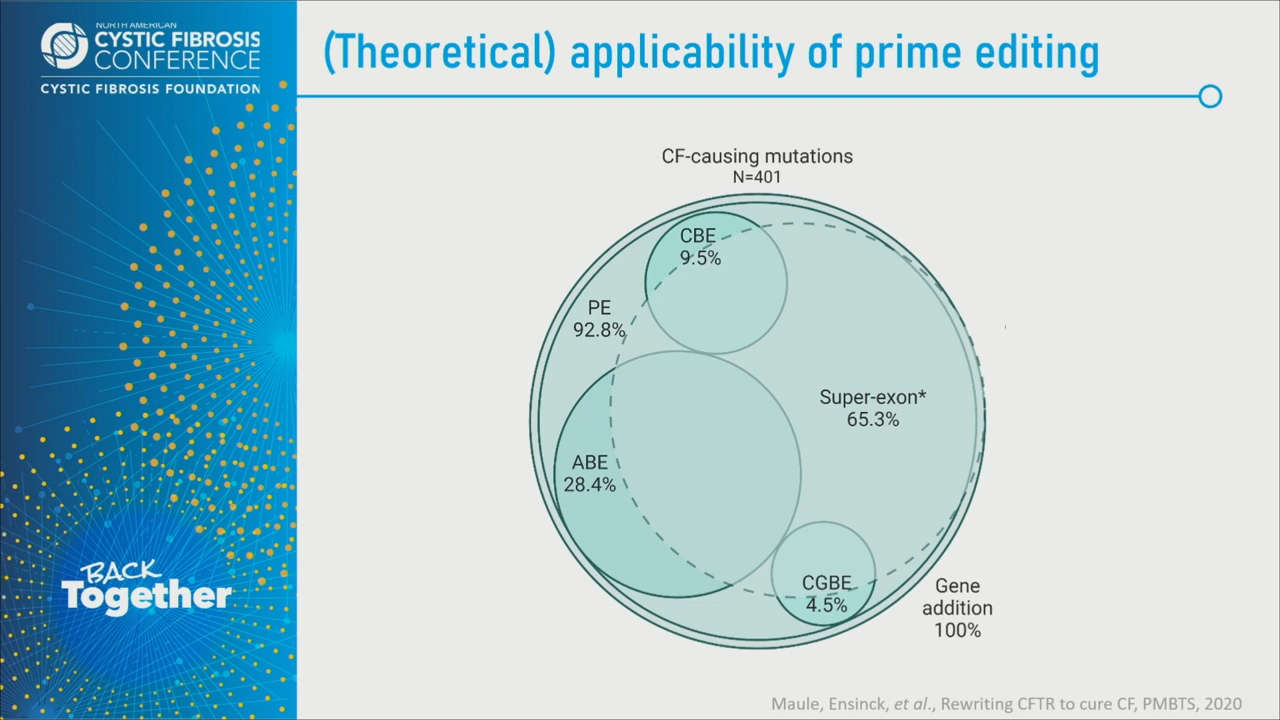 NORTH AMERICAN
CYSTIC FIBROSIS
CONFERENCE
CYSTIC FIBROSIS FOUNDATION
BACK
Together
(Theoretical) applicability of prime editing
CF-causing mutations
N=401
CBE
9.5%
PE
92.8%
Super-exon*
65.3%
ABE
28.4%
CGBE
4.5%
Gene
addition
100%
Maule, Ensinck, et al., Rewriting CFTR to cure CF, PMBTS, 2020